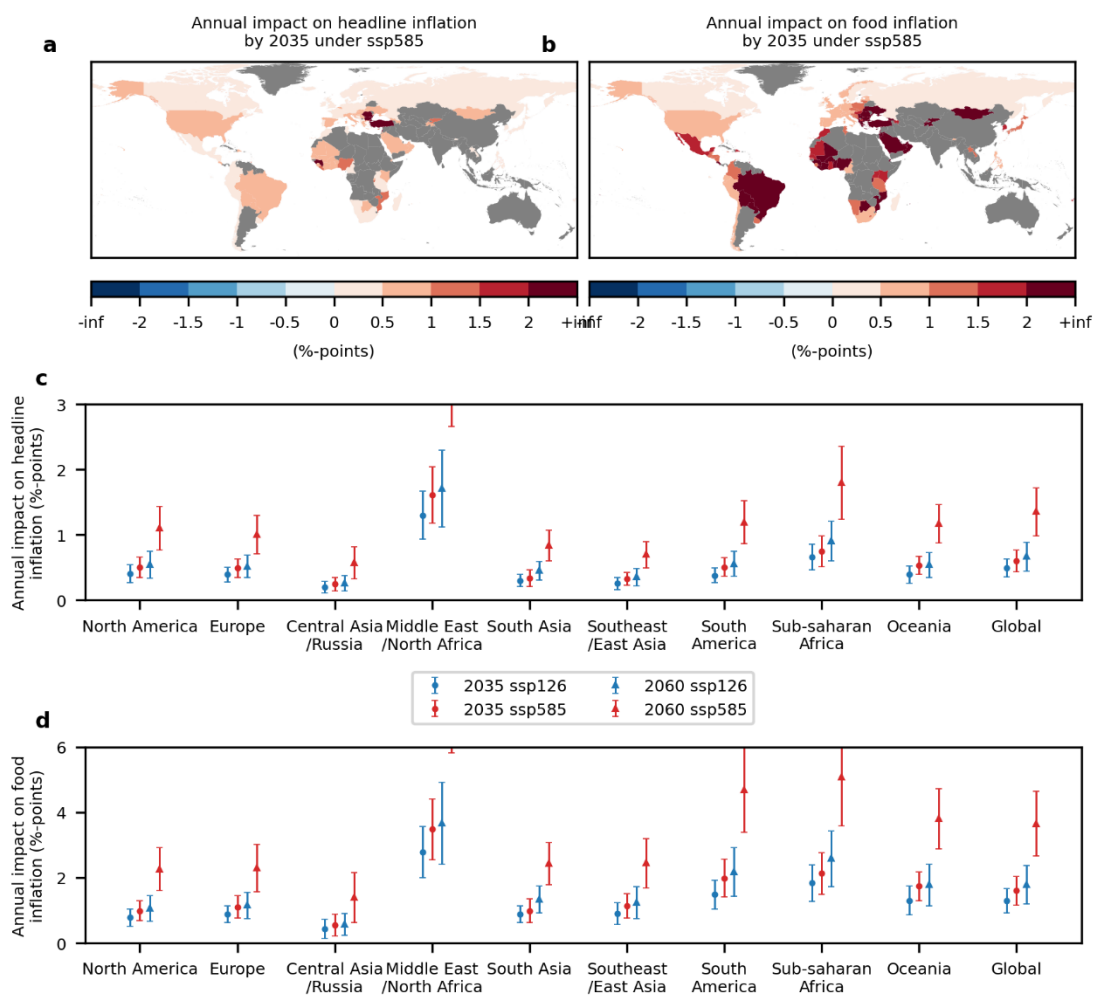 Annual impact on headline inflation
by 2035 under ssp585
a
Annual impact on food inflation
by 2035 under ssp585
b
-inf -2 -1.5 -1 -0.5 0 0.5 1 1.5 2 +inf
(%-points)
-inf -2 -1.5 -1 -0.5 0 0.5 1 1.5 2 +inf
(%-points)
c
Annual impact on headline
inflation (%-points)
3
2
1
0
North America Europe Central Asia /Russia Middle East /North Africa South Asia Southeast /East Asia South America Sub-saharan Africa Oceania Global
2035 ssp126 2060 ssp126
2035 ssp585 2060 ssp585
d
Annual impact on food
inflation (%-points)
6
4
2
0
North America Europe Central Asia /Russia Middle East /North Africa South Asia Southeast /East Asia South America Sub-saharan Africa Oceania Global